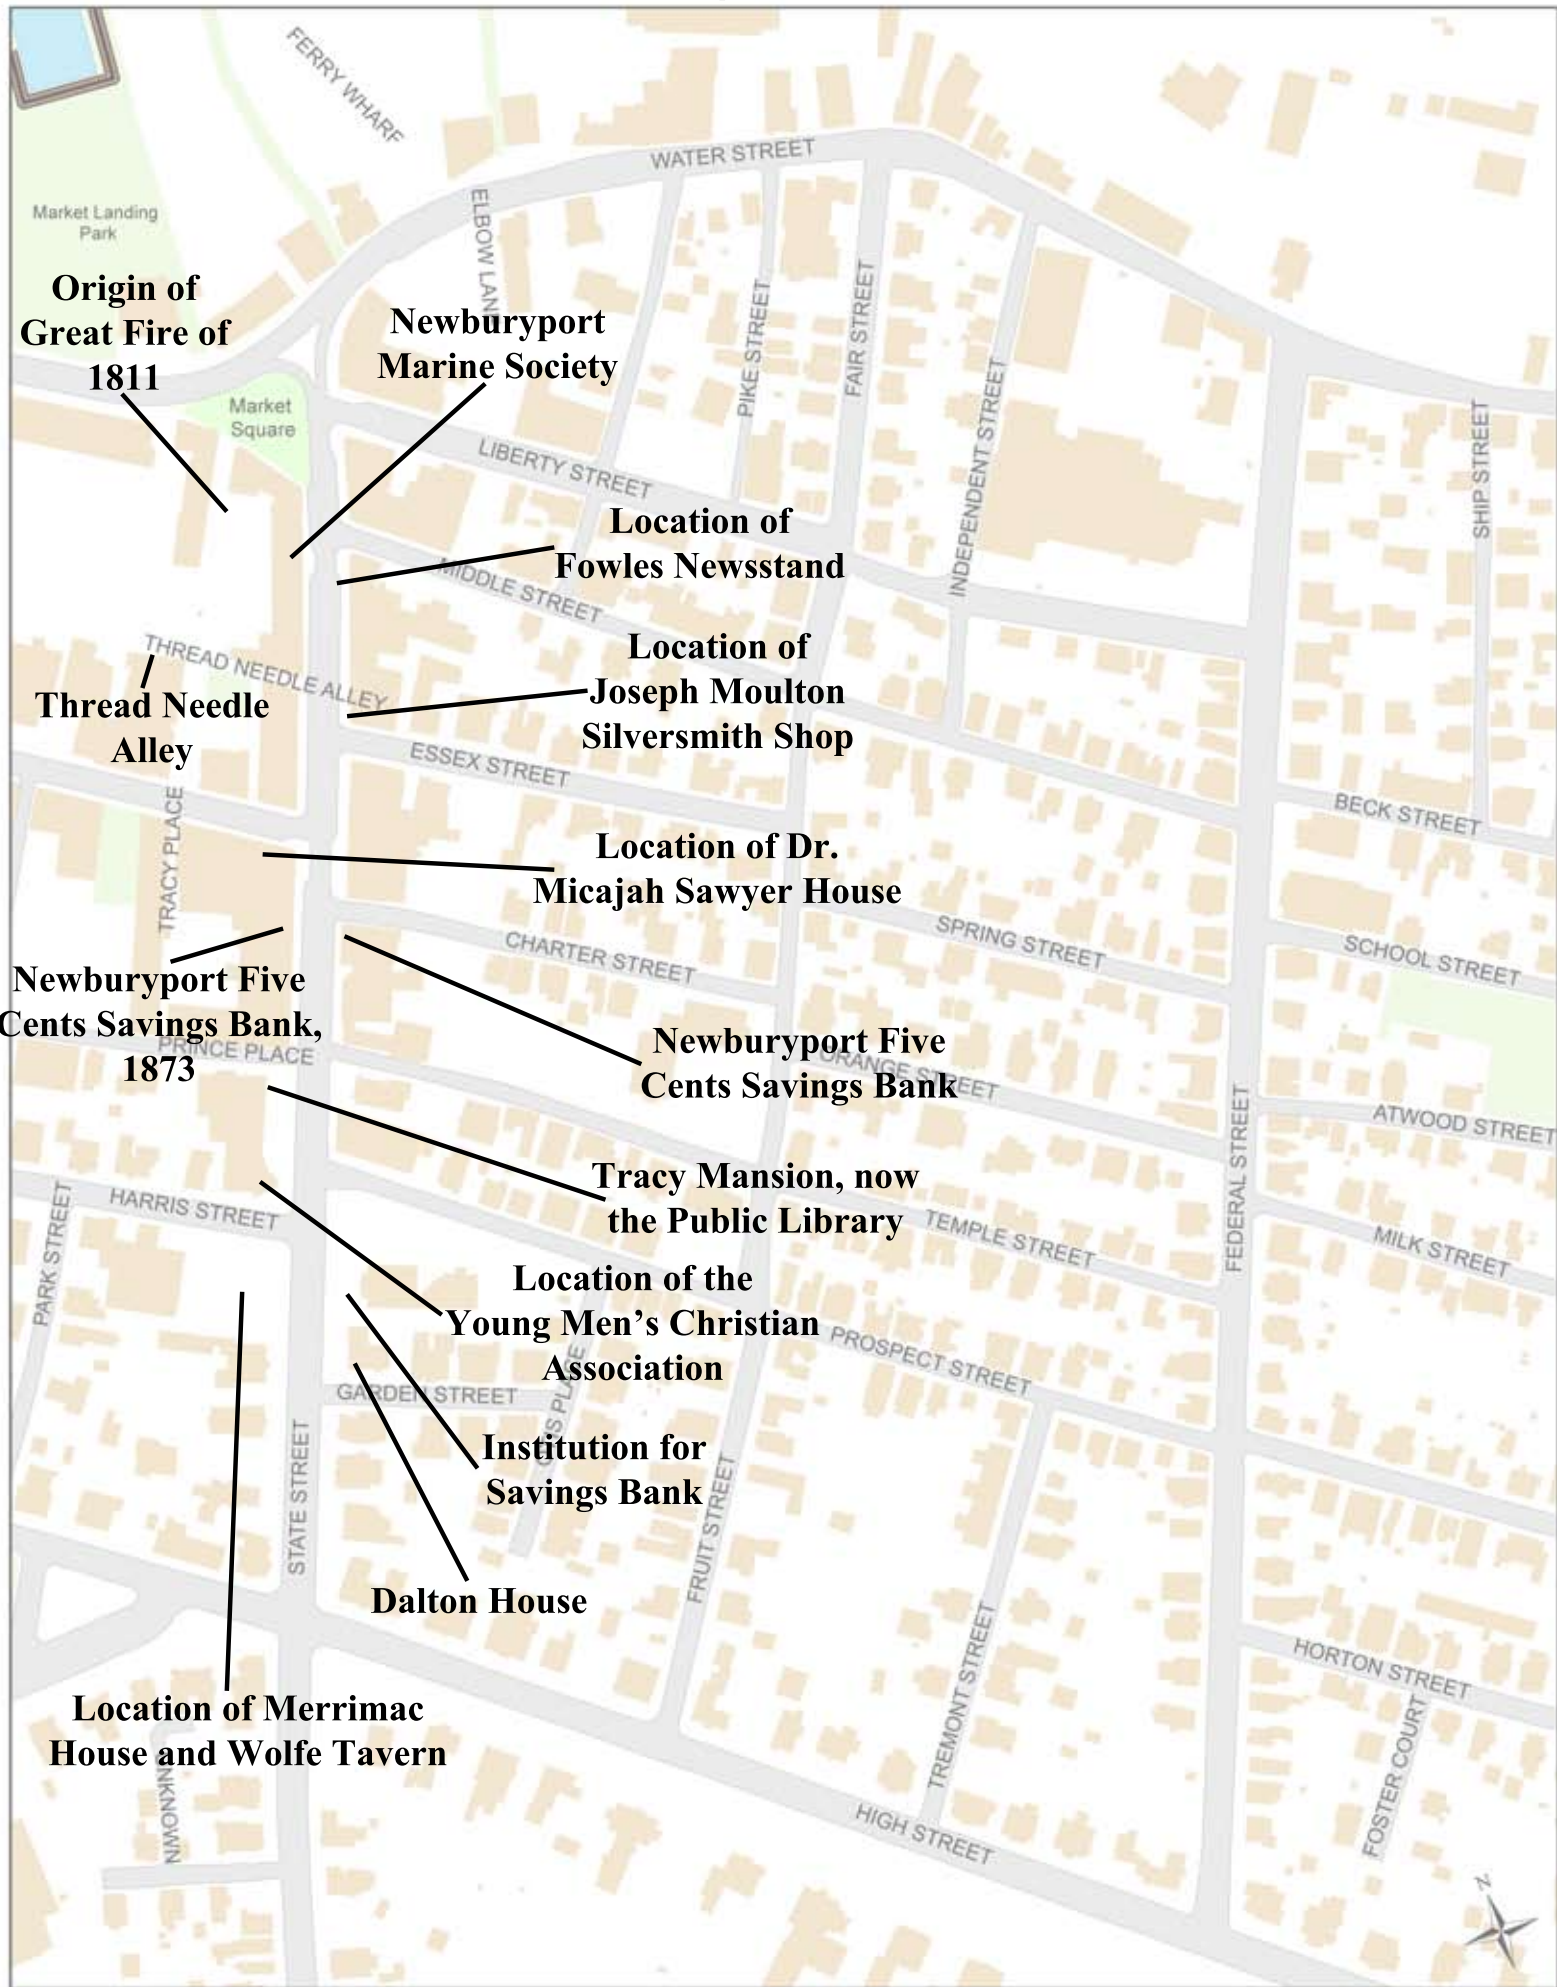 FERRY WHARF
WATER STREET
ELBOW LANE
Market Landing
Park
Origin of
Great Fire of
1811
Newburyport
Marine Society
PIKE STREET
FAIR STREET
INDEPENDENT STREET
SHIP STREET
Market
Square
LIBERTY STREET
Location of
Fowles Newsstand
MIDDLE STREET
THREAD NEEDLE ALLEY
Location of
Joseph Moulton
Silversmith Shop
Thread Needle
Alley
ESSEX STREET
BECK STREET
TRACY PLACE
Location of Dr.
Micajah Sawyer House
CHARTER STREET
SPRING STREET
SCHOOL STREET
Newburyport Five
Cents Savings Bank,
1873
PRINCE PLACE
Newburyport Five
Cents Savings Bank
ORANGE STREET
ATWOOD STREET
FEDERAL STREET
Tracy Mansion, now
the Public Library
HARRIS STREET
PARK STREET
TEMPLE STREET
MILK STREET
Location of the
Young Men's Christian
Association
PROSPECT STREET
GARDEN STREET
PLACE
Institution for
Savings Bank
STATE STREET
FRUIT STREET
Dalton House
TREMONT STREET
HORTON STREET
FOSTER COURT
Location of Merrimac
House and Wolfe Tavern
UNKNOWN
HIGH STREET
N